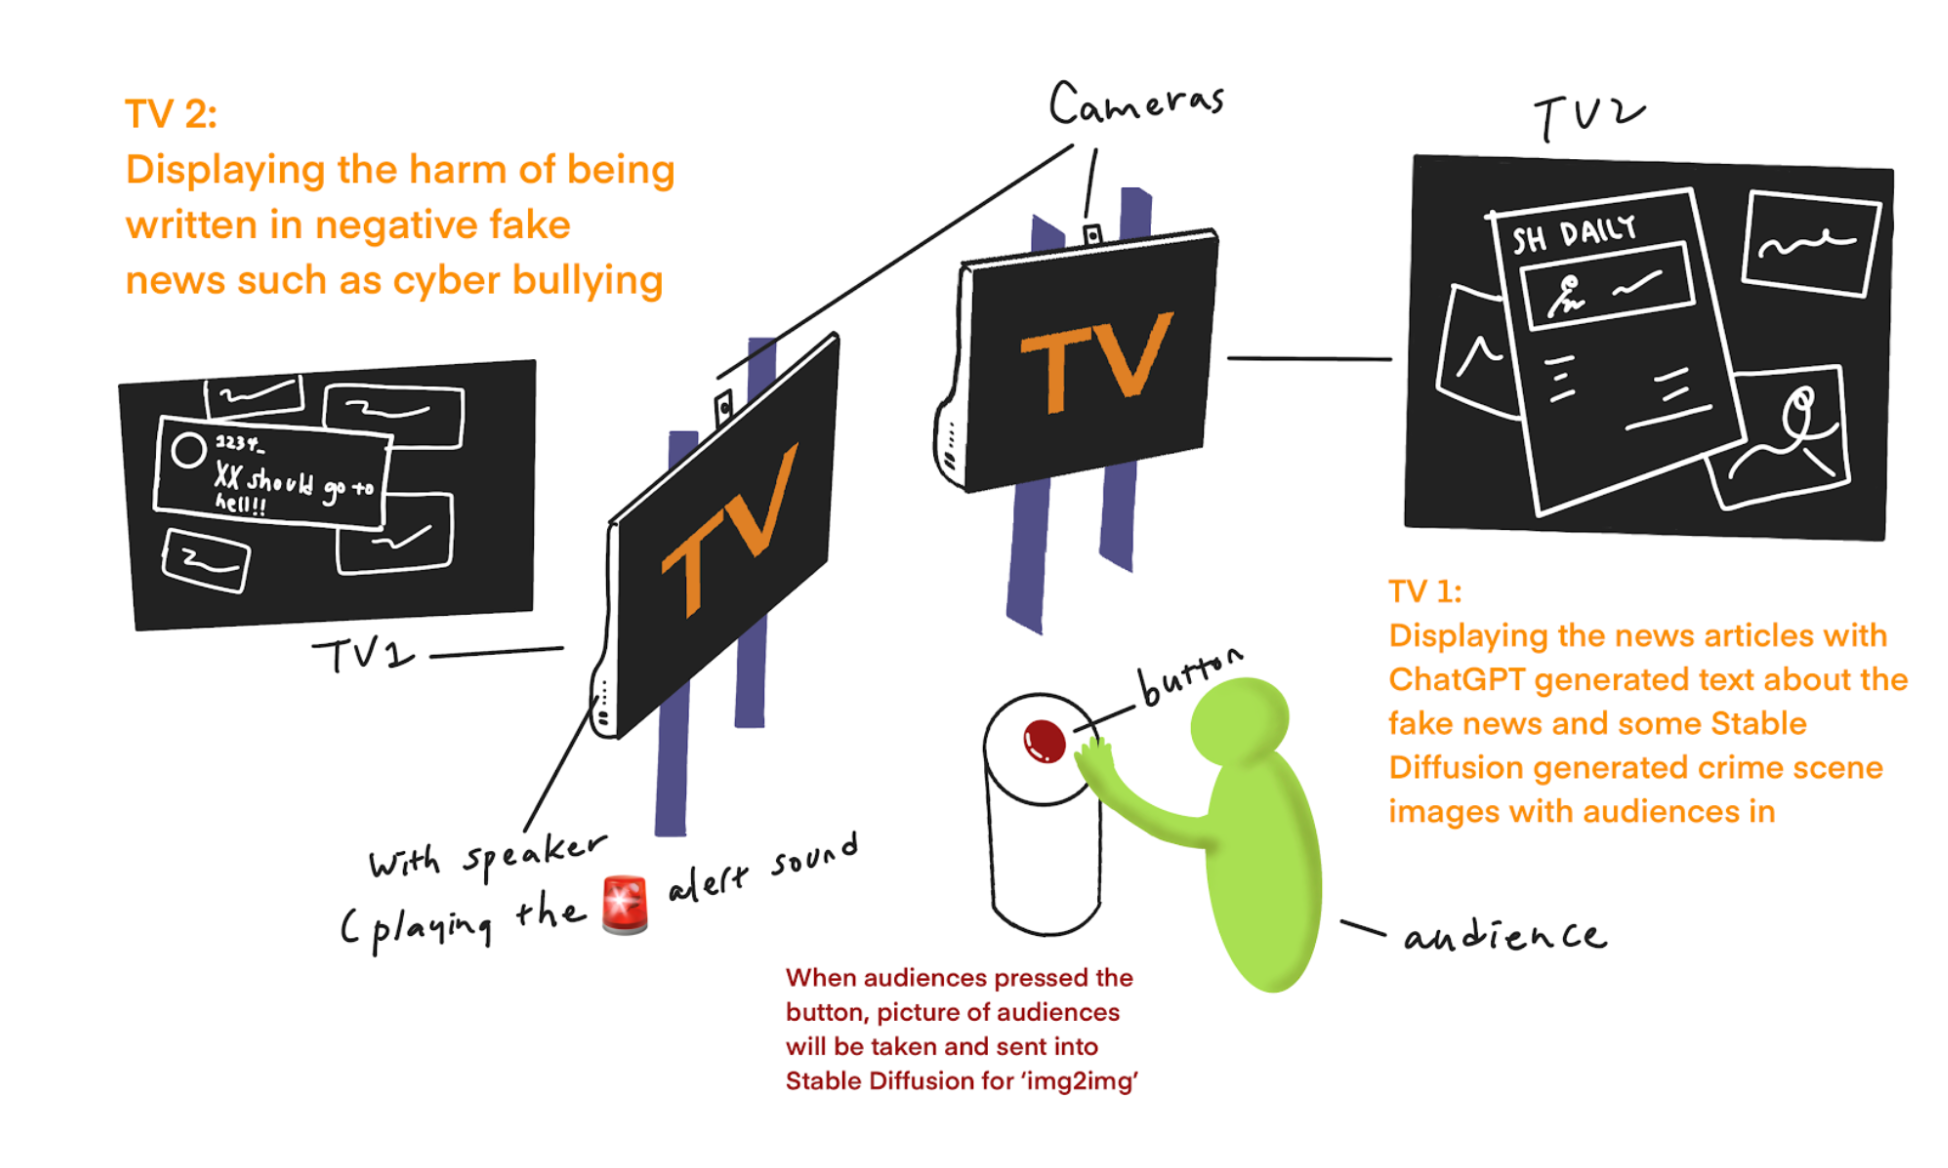 TV 2:
Displaying the harm of being
written in negative fake
news such as cyber bullying
Cameras
TV2
SH DAILY
TV
TV
1234_
XX should go to
hell!!
TV1
TV 1:
Displaying the news articles with
ChatGPT generated text about the
fake news and some Stable
Diffusion generated crime scene
images with audiences in
button
With speaker
(playing the 🚨 alert sound
audience
When audiences pressed the
button, picture of audiences
will be taken and sent into
Stable Diffusion for ‘img2img’